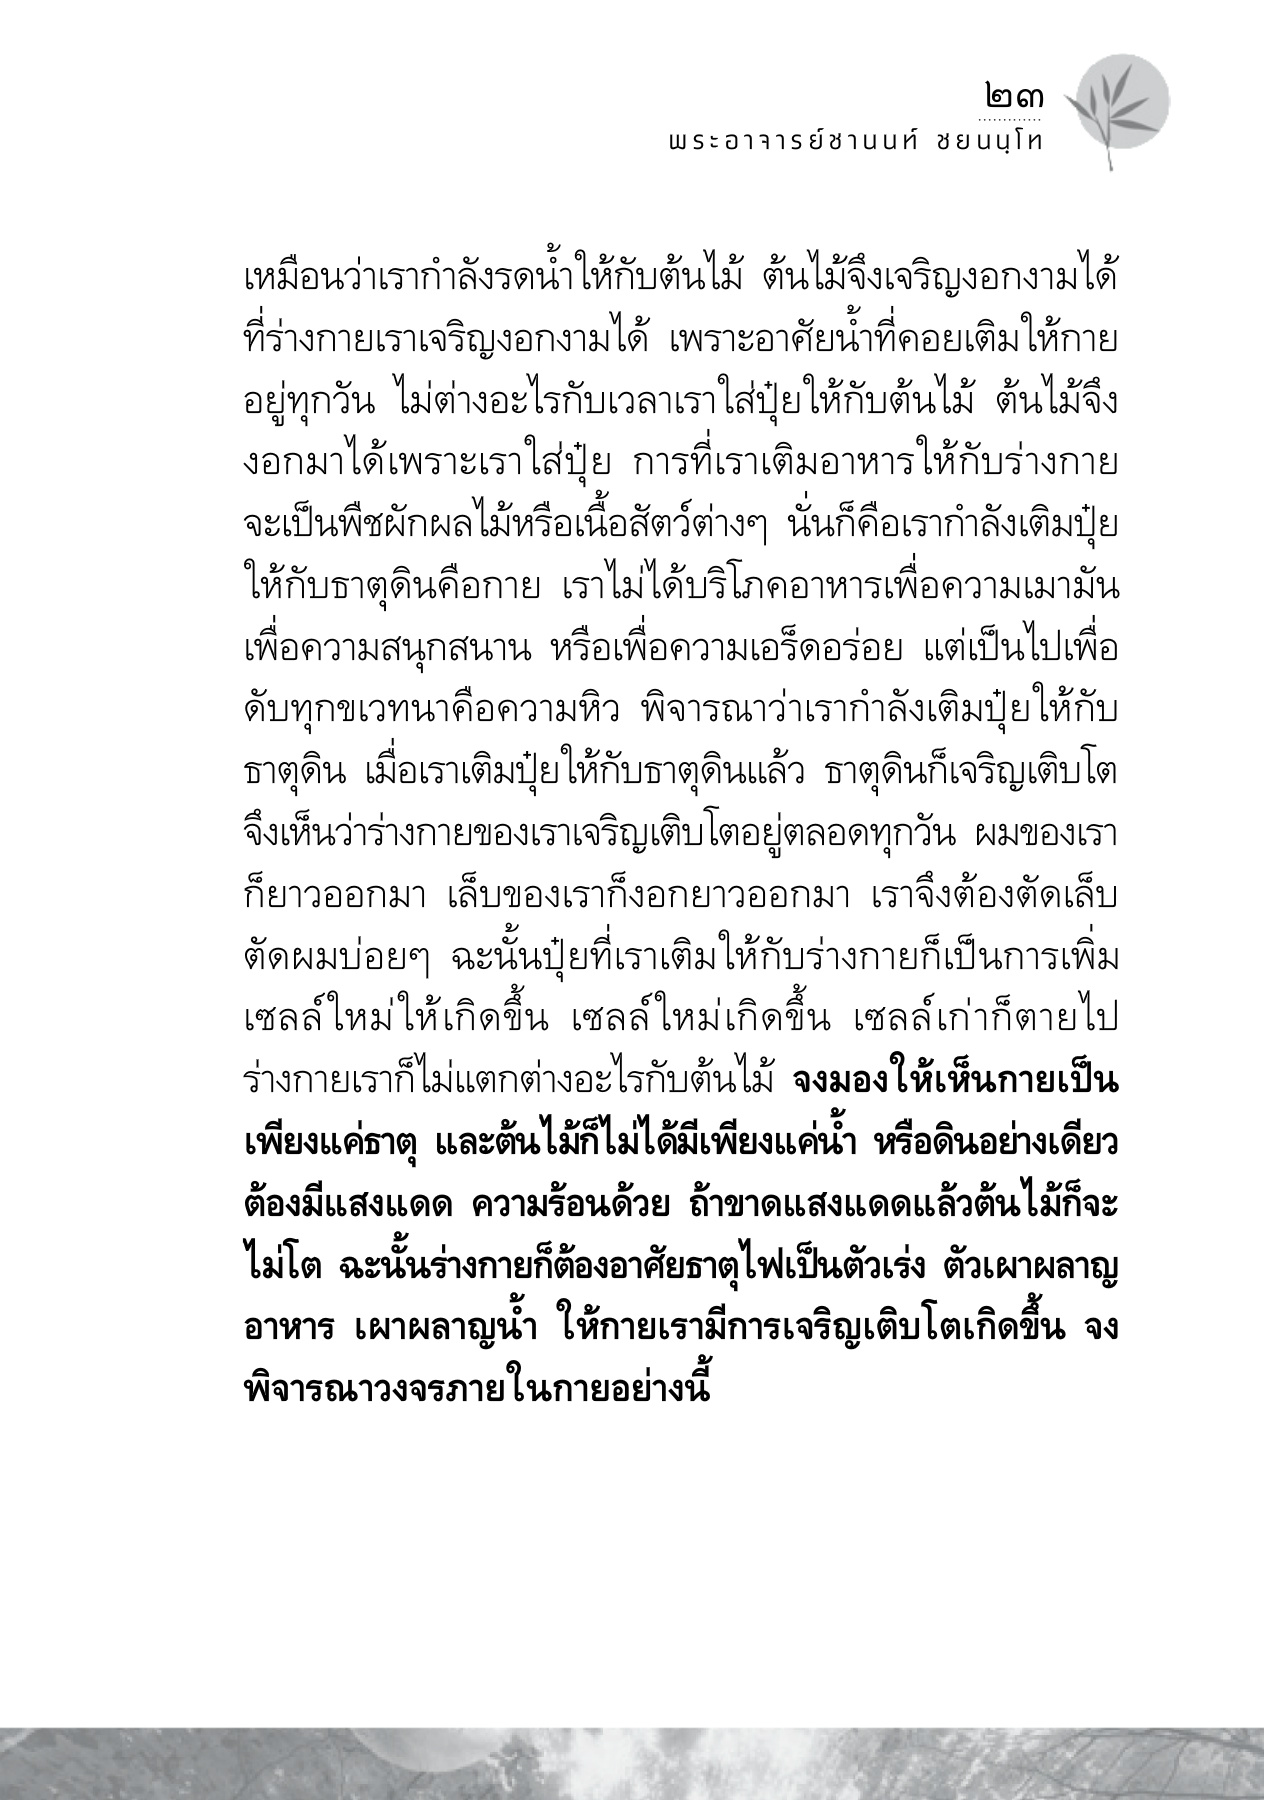 ๒๓
พระอาจารย์ชานนท์ ชยนนฺโท
เหมือนว่าเรากำลังรดน้ำให้กับต้นไม้ ต้นไม้จึงเจริญงอกงามได้
ที่ร่างกายเราเจริญงอกงามได้ เพราะอาศัยน้ำที่คอยเติมให้กาย
อยู่ทุกวัน ไม่ต่างอะไรกับเวลาเราใส่ปุ๋ยให้กับต้นไม้ ต้นไม้จึง
งอกมาได้เพราะเราใส่ปุ๋ย การที่เราเติมอาหารให้กับร่างกาย
จะเป็นพืชผักผลไม้หรือเนื้อสัตว์ต่างๆ นั่นก็คือเรากำลังเติมปุ๋ย
ให้กับธาตุดินคือกาย เราไม่ได้บริโภคอาหารเพื่อความเมามัน
เพื่อความสนุกสนาน หรือเพื่อความเอร็ดอร่อย แต่เป็นไปเพื่อ
ดับทุกขเวทนาคือความหิว พิจารณาว่าเรากำลังเติมปุ๋ยให้กับ
ธาตุดิน เมื่อเราเติมปุ๋ยให้กับธาตุดินแล้ว ธาตุดินก็เจริญเติบโต
จึงเห็นว่าร่างกายของเราเจริญเติบโตอยู่ตลอดทุกวัน ผมของเรา
ก็ยาวออกมา เล็บของเราก็งอกยาวออกมา เราจึงต้องตัดเล็บ
ตัดผมบ่อยๆ ฉะนั้นปุ๋ยที่เราเติมให้กับร่างกายก็เป็นการเพิ่ม
เซลล์ใหม่ให้เกิดขึ้น เซลล์ใหม่เกิดขึ้น เซลล์เก่าก็ตายไป
ร่างกายเราก็ไม่แตกต่างอะไรกับต้นไม้ จงมองให้เห็นกายเป็น
เพียงแค่ธาตุ และต้นไม้ก็ไม่ได้มีเพียงแค่น้ำ หรือดินอย่างเดียว
ต้องมีแสงแดด ความร้อนด้วย ถ้าขาดแสงแดดแล้วต้นไม้ก็จะ
ไม่โต ฉะนั้นร่างกายก็ต้องอาศัยธาตุไฟเป็นตัวเร่ง ตัวเผาผลาญ
อาหาร เผาผลาญน้ำ ให้กายเรามีการเจริญเติบโตเกิดขึ้น จง
พิจารณาวงจรภายในกายอย่างนี้